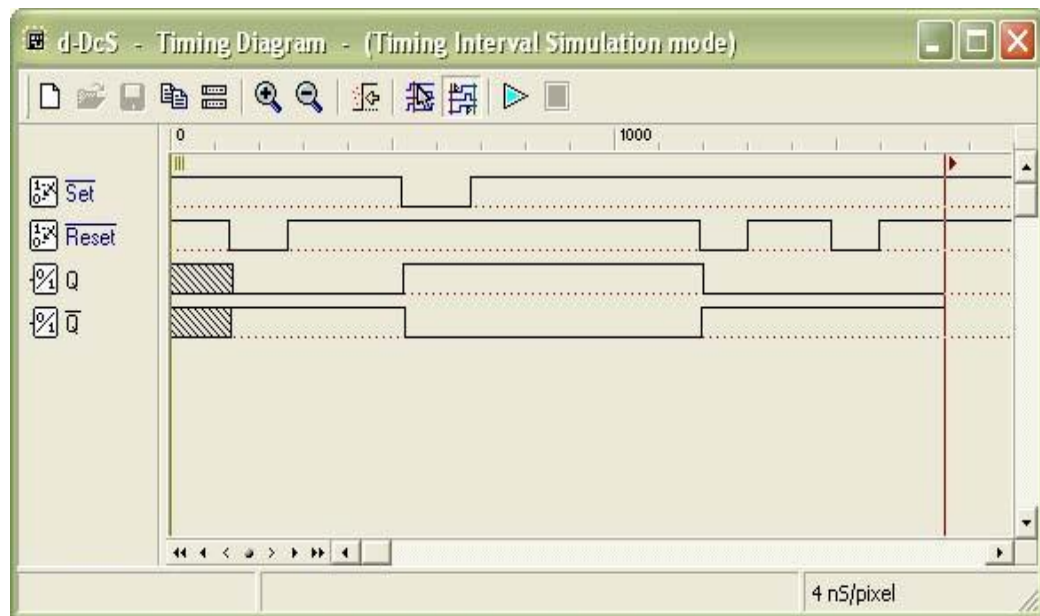 d-DcS - Timing Diagram - (Timing Interval Simulation mode)
0 1000
Set
Reset
Q
Q̅
4 nS/pixel